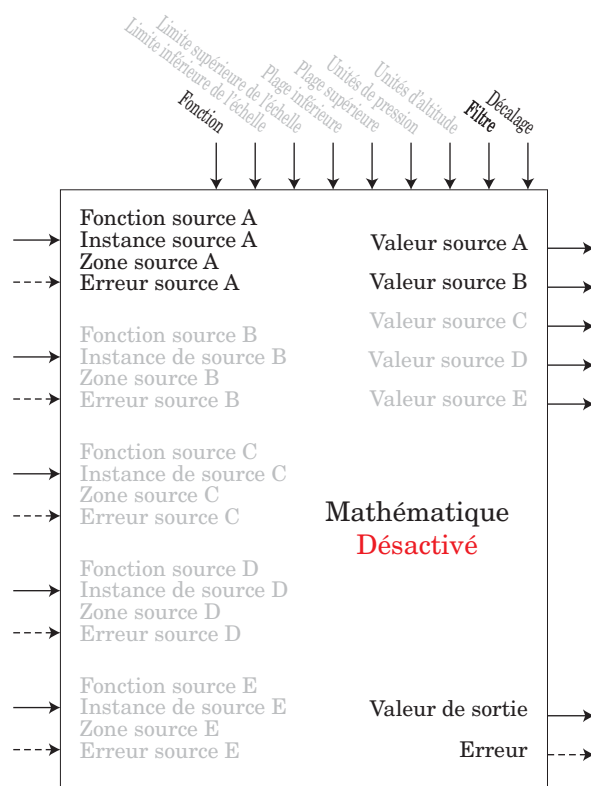 Fonction
Limite inférieure de l'échelle
Limite supérieure de l'échelle
Plage inférieure
Plage supérieure
Unités de pression
Unités d'altitude
Filtre
Décalage
Fonction source A
Instance source A
Zone source A
Erreur source A
Fonction source B
Instance de source B
Zone source B
Erreur source B
Fonction source C
Instance de source C
Zone source C
Erreur source C
Fonction source D
Instance de source D
Zone source D
Erreur source D
Fonction source E
Instance de source E
Zone source E
Erreur source E
Valeur source A
Valeur source B
Valeur source C
Valeur source D
Valeur source E
Mathématique
Désactivé
Valeur de sortie
Erreur